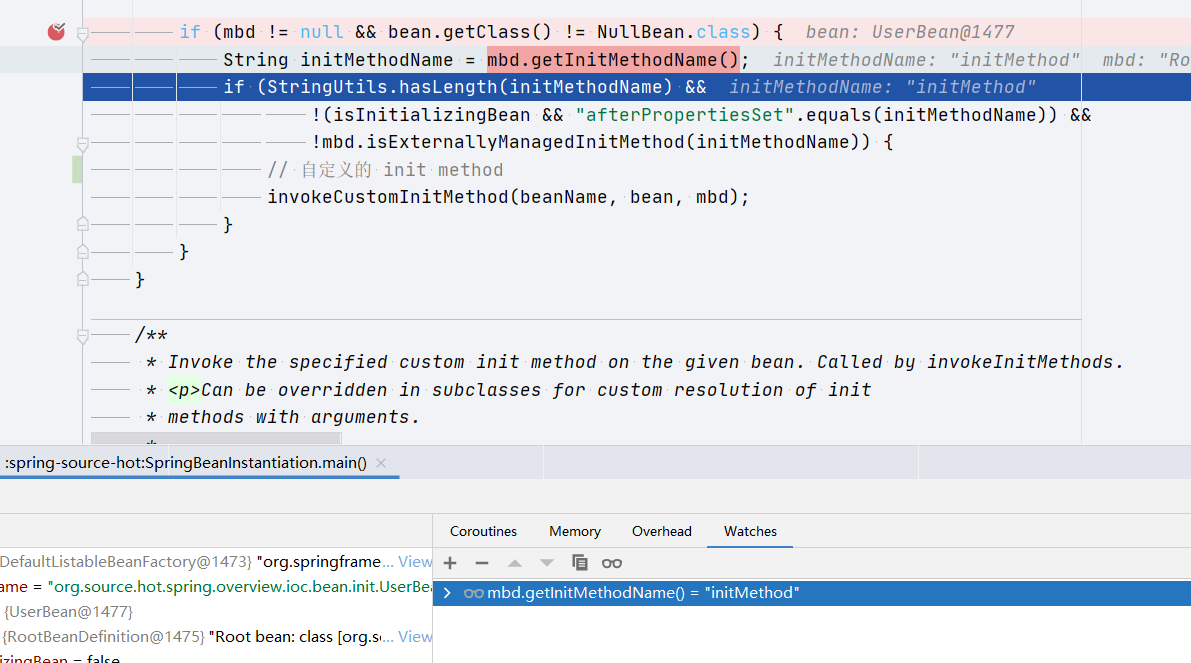 if (mbd != null && bean.getClass() != NullBean.class) { bean: UserBean@1477
String initMethodName = mbd.getInitMethodName(); initMethodName: "initMethod" mbd: "Ro
if (StringUtils.hasLength(initMethodName) && initMethodName: "initMethod"
!(isInitializingBean && "afterPropertiesSet".equals(initMethodName)) &&
!mbd.isExternallyManagedInitMethod(initMethodName)) {
// 自定义的 init method
invokeCustomInitMethod(beanName, bean, mbd);
}
}
}
/**
* Invoke the specified custom init method on the given bean. Called by invokeInitMethods.
* <p>Can be overridden in subclasses for custom resolution of init
* methods with arguments.
*
:spring-source-hot:SpringBeanInstantiation.main()
Coroutines Memory Overhead Watches
DefaultListableBeanFactory@1473} "org.springframe... View
ame = "org.source.hot.spring.overview.ioc.bean.init.UserBe
{UserBean@1477}
{RootBeanDefinition@1475} "Root bean: class [org.s... View
izingBean = false
mbd.getInitMethodName() = "initMethod"